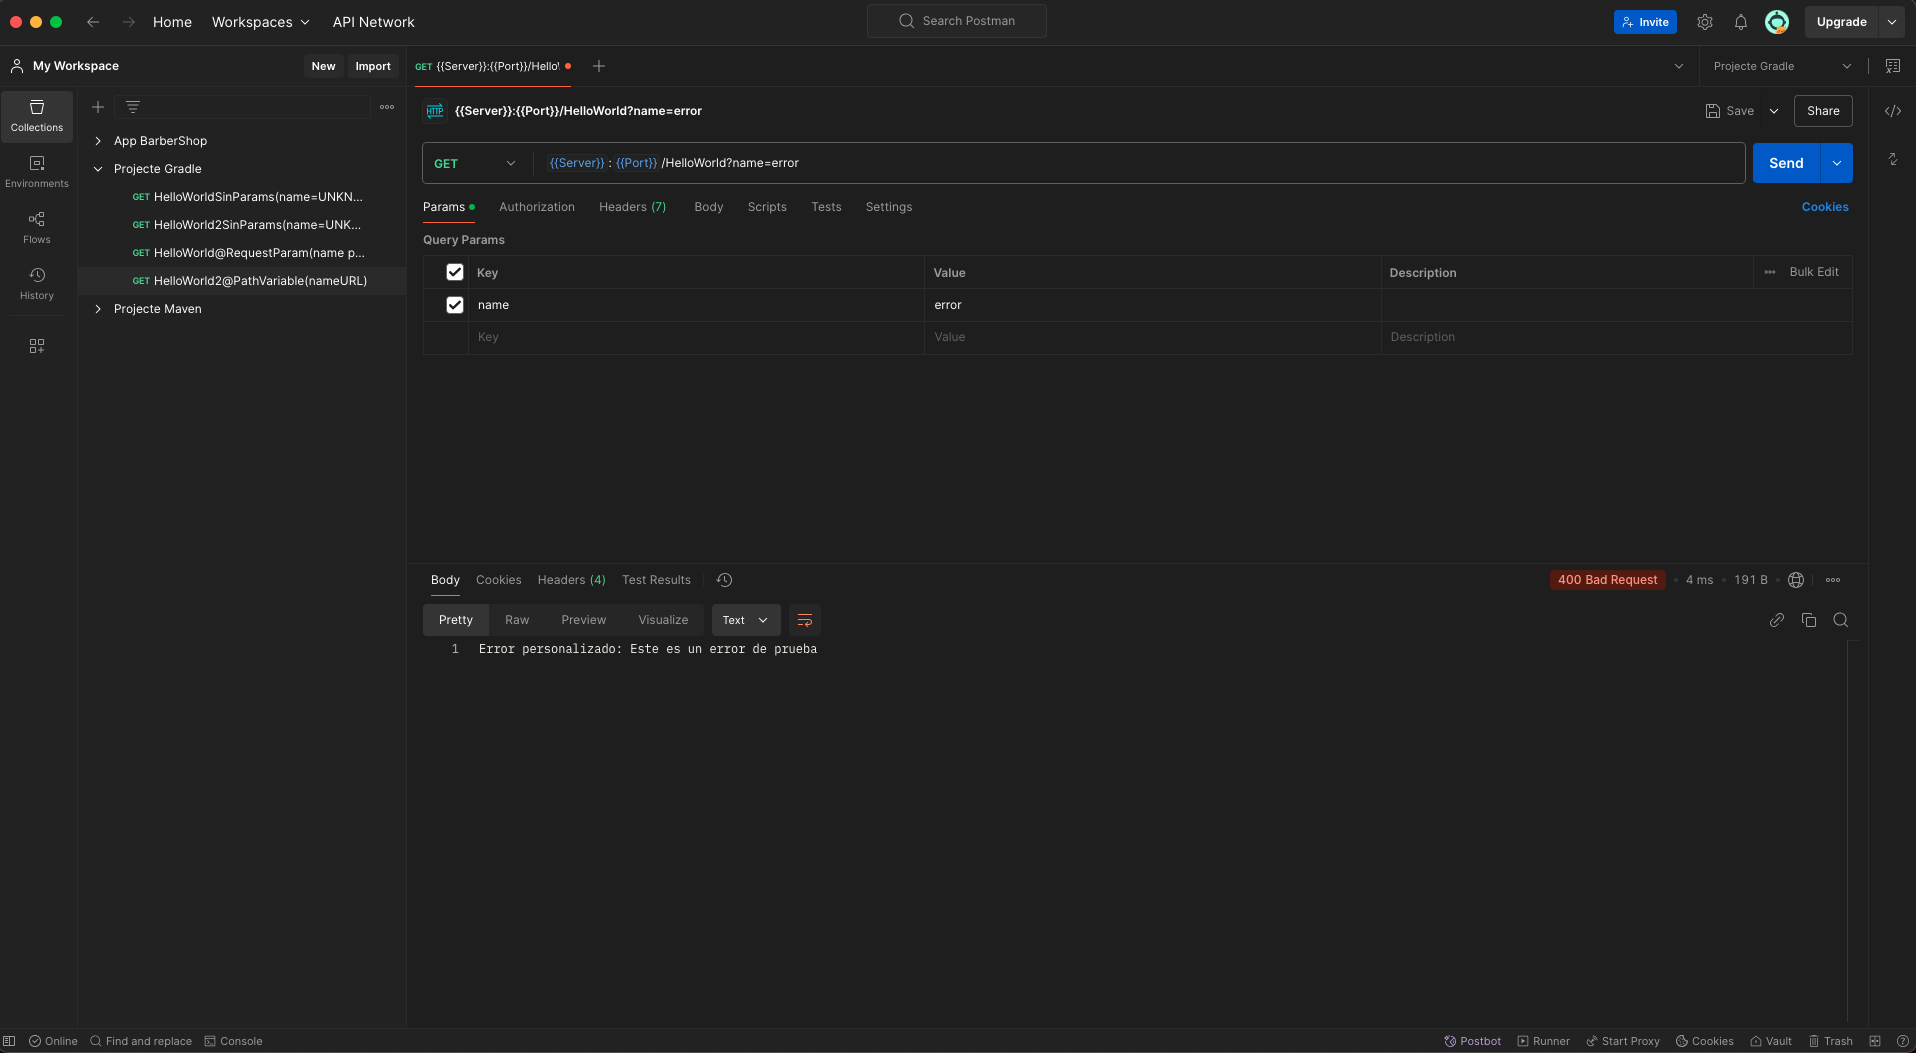 Home Workspaces API Network Search Postman Invite Upgrade
My Workspace New Import GET {{Server}}:{{Port}}/Hello Projecte Gradle
Collections
Environments
Flows
History
App BarberShop
Projecte Gradle
GET HelloWorldSinParams(name=UNKN...
GET HelloWorld2SinParams(name=UNK...
GET HelloWorld@RequestParam(name p...
GET HelloWorld2@PathVariable(nameURL)
Projecte Maven
HTTP {{Server}}:{{Port}}/HelloWorld?name=error Save Share
GET {{Server}} : {{Port}} /HelloWorld?name=error Send
Params Authorization Headers (7) Body Scripts Tests Settings Cookies
Query Params
Key Value Description Bulk Edit
name error
Key Value Description
Body Cookies Headers (4) Test Results 400 Bad Request 4 ms 191 B
Pretty Raw Preview Visualize Text
1 Error personalizado: Este es un error de prueba
Online Find and replace Console Postbot Runner Start Proxy Cookies Vault Trash